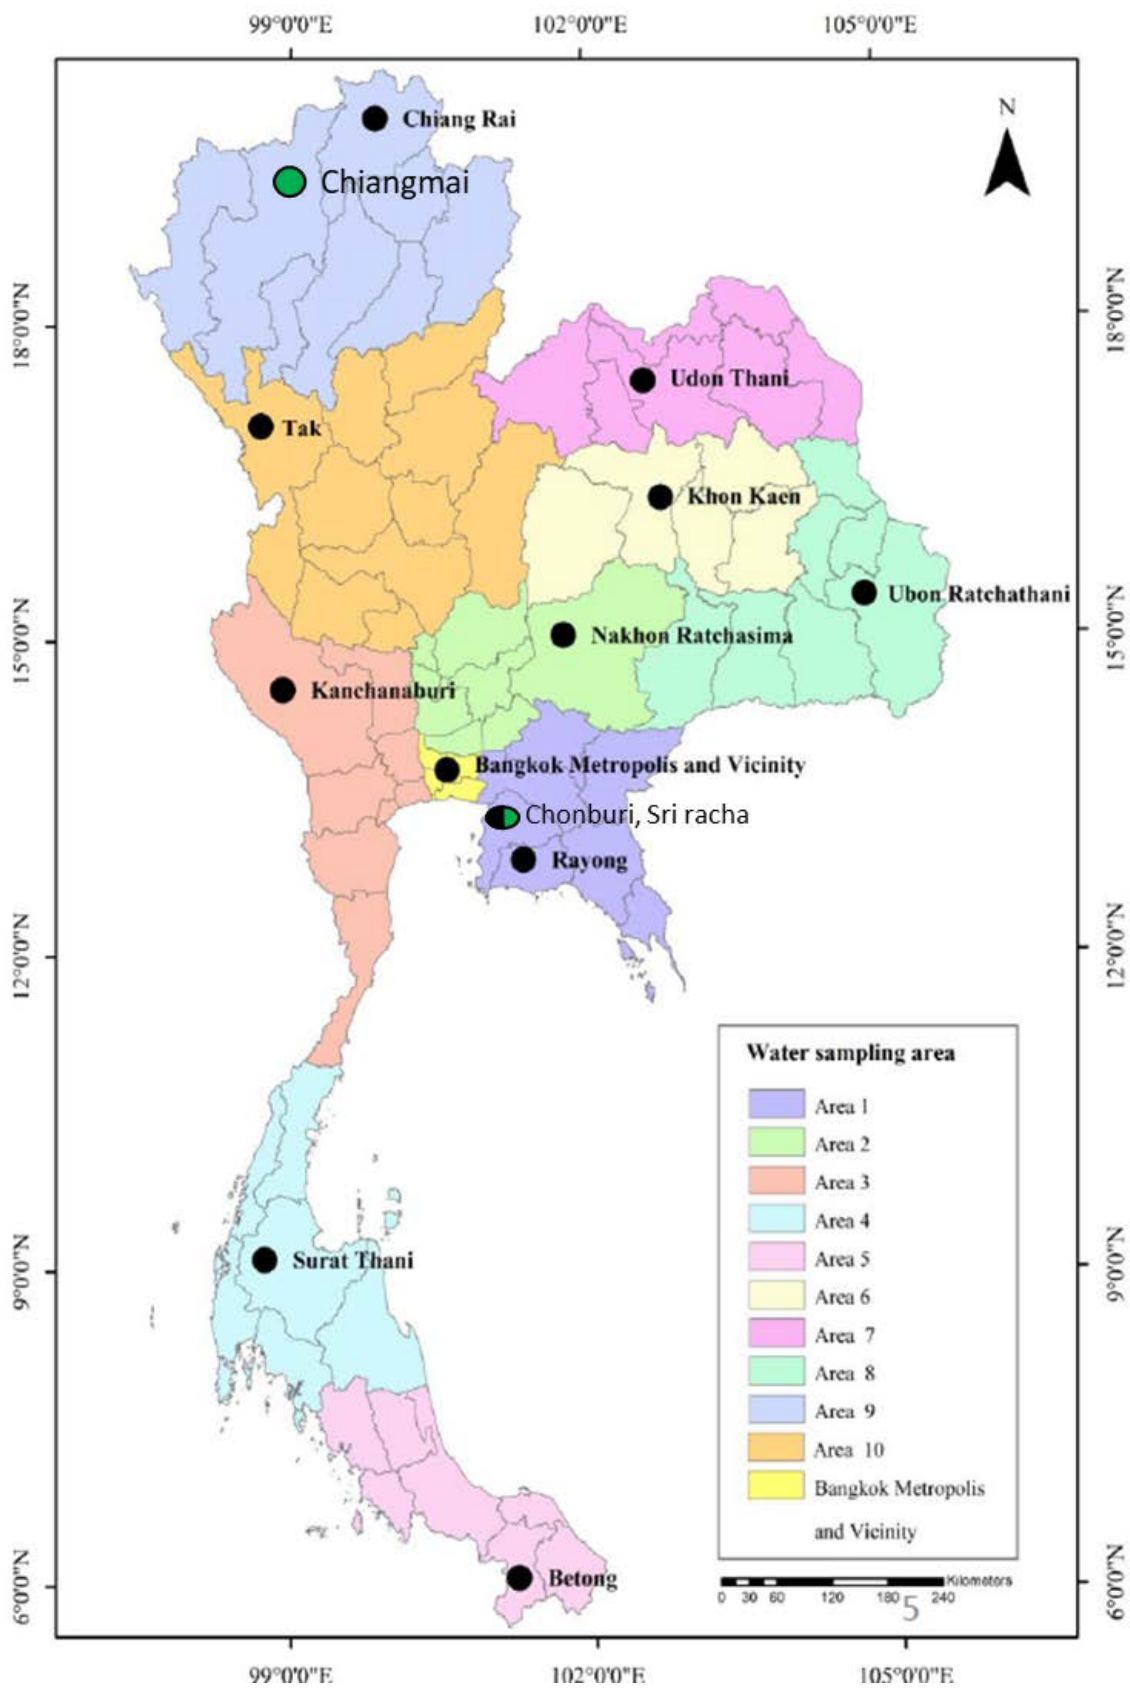 99°0'0"E 102°0'0"E 105°0'0"E
N
Chiang Rai
Chiangmai
18°0'0"N
18°0'0"N
Udon Thani
Tak
Khon Kaen
Ubon Ratchathani
15°0'0"N
15°0'0"N
Nakhon Ratchasima
Kanchanaburi
Bangkok Metropolis and Vicinity
Chonburi, Sri racha
Rayong
12°0'0"N
12°0'0"N
Water sampling area
Area 1
Area 2
Area 3
Area 4
Area 5
Area 6
Area 7
Area 8
Area 9
Area 10
Bangkok Metropolis
and Vicinity
Surat Thani
9°0'0"N
9°0'0"N
Betong
6°0'0"N
6°0'0"N
Kilometers
0 30 60 120 180 240
5
99°0'0"E 102°0'0"E 105°0'0"E